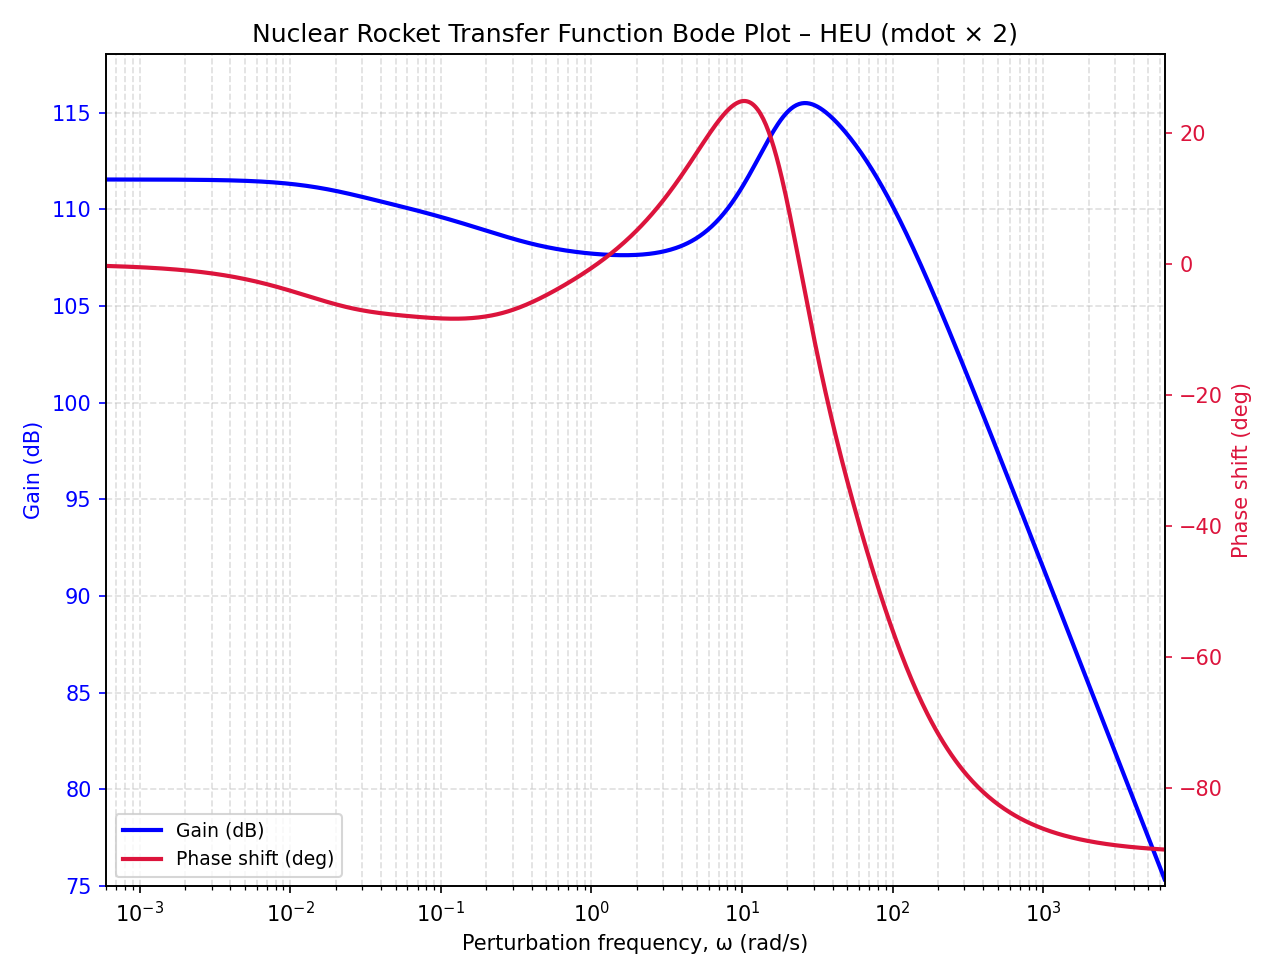 Nuclear Rocket Transfer Function Bode Plot – HEU (mdot × 2)
115
110
105
100
95
90
85
80
75
Gain (dB)
20
0
−20
−40
−60
−80
Phase shift (deg)
Gain (dB)
Phase shift (deg)
10⁻³ 10⁻² 10⁻¹ 10⁰ 10¹ 10² 10³
Perturbation frequency, ω (rad/s)